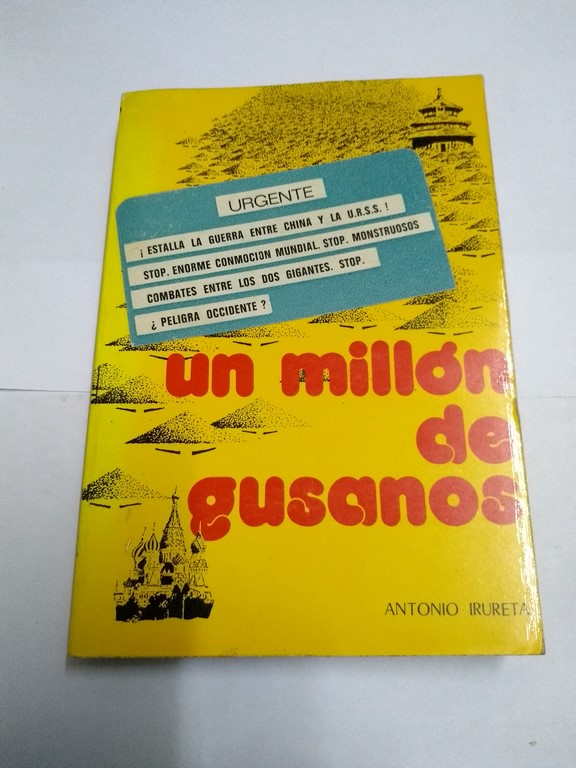 URGENTE
¡ ESTALLA LA GUERRA ENTRE CHINA Y LA U.R.S.S. !
STOP. ENORME CONMOCION MUNDIAL. STOP. MONSTRUOSOS
COMBATES ENTRE LOS DOS GIGANTES. STOP.
¿ PELIGRA OCCIDENTE ?
un millón
de
gusanos
ANTONIO IRURETA